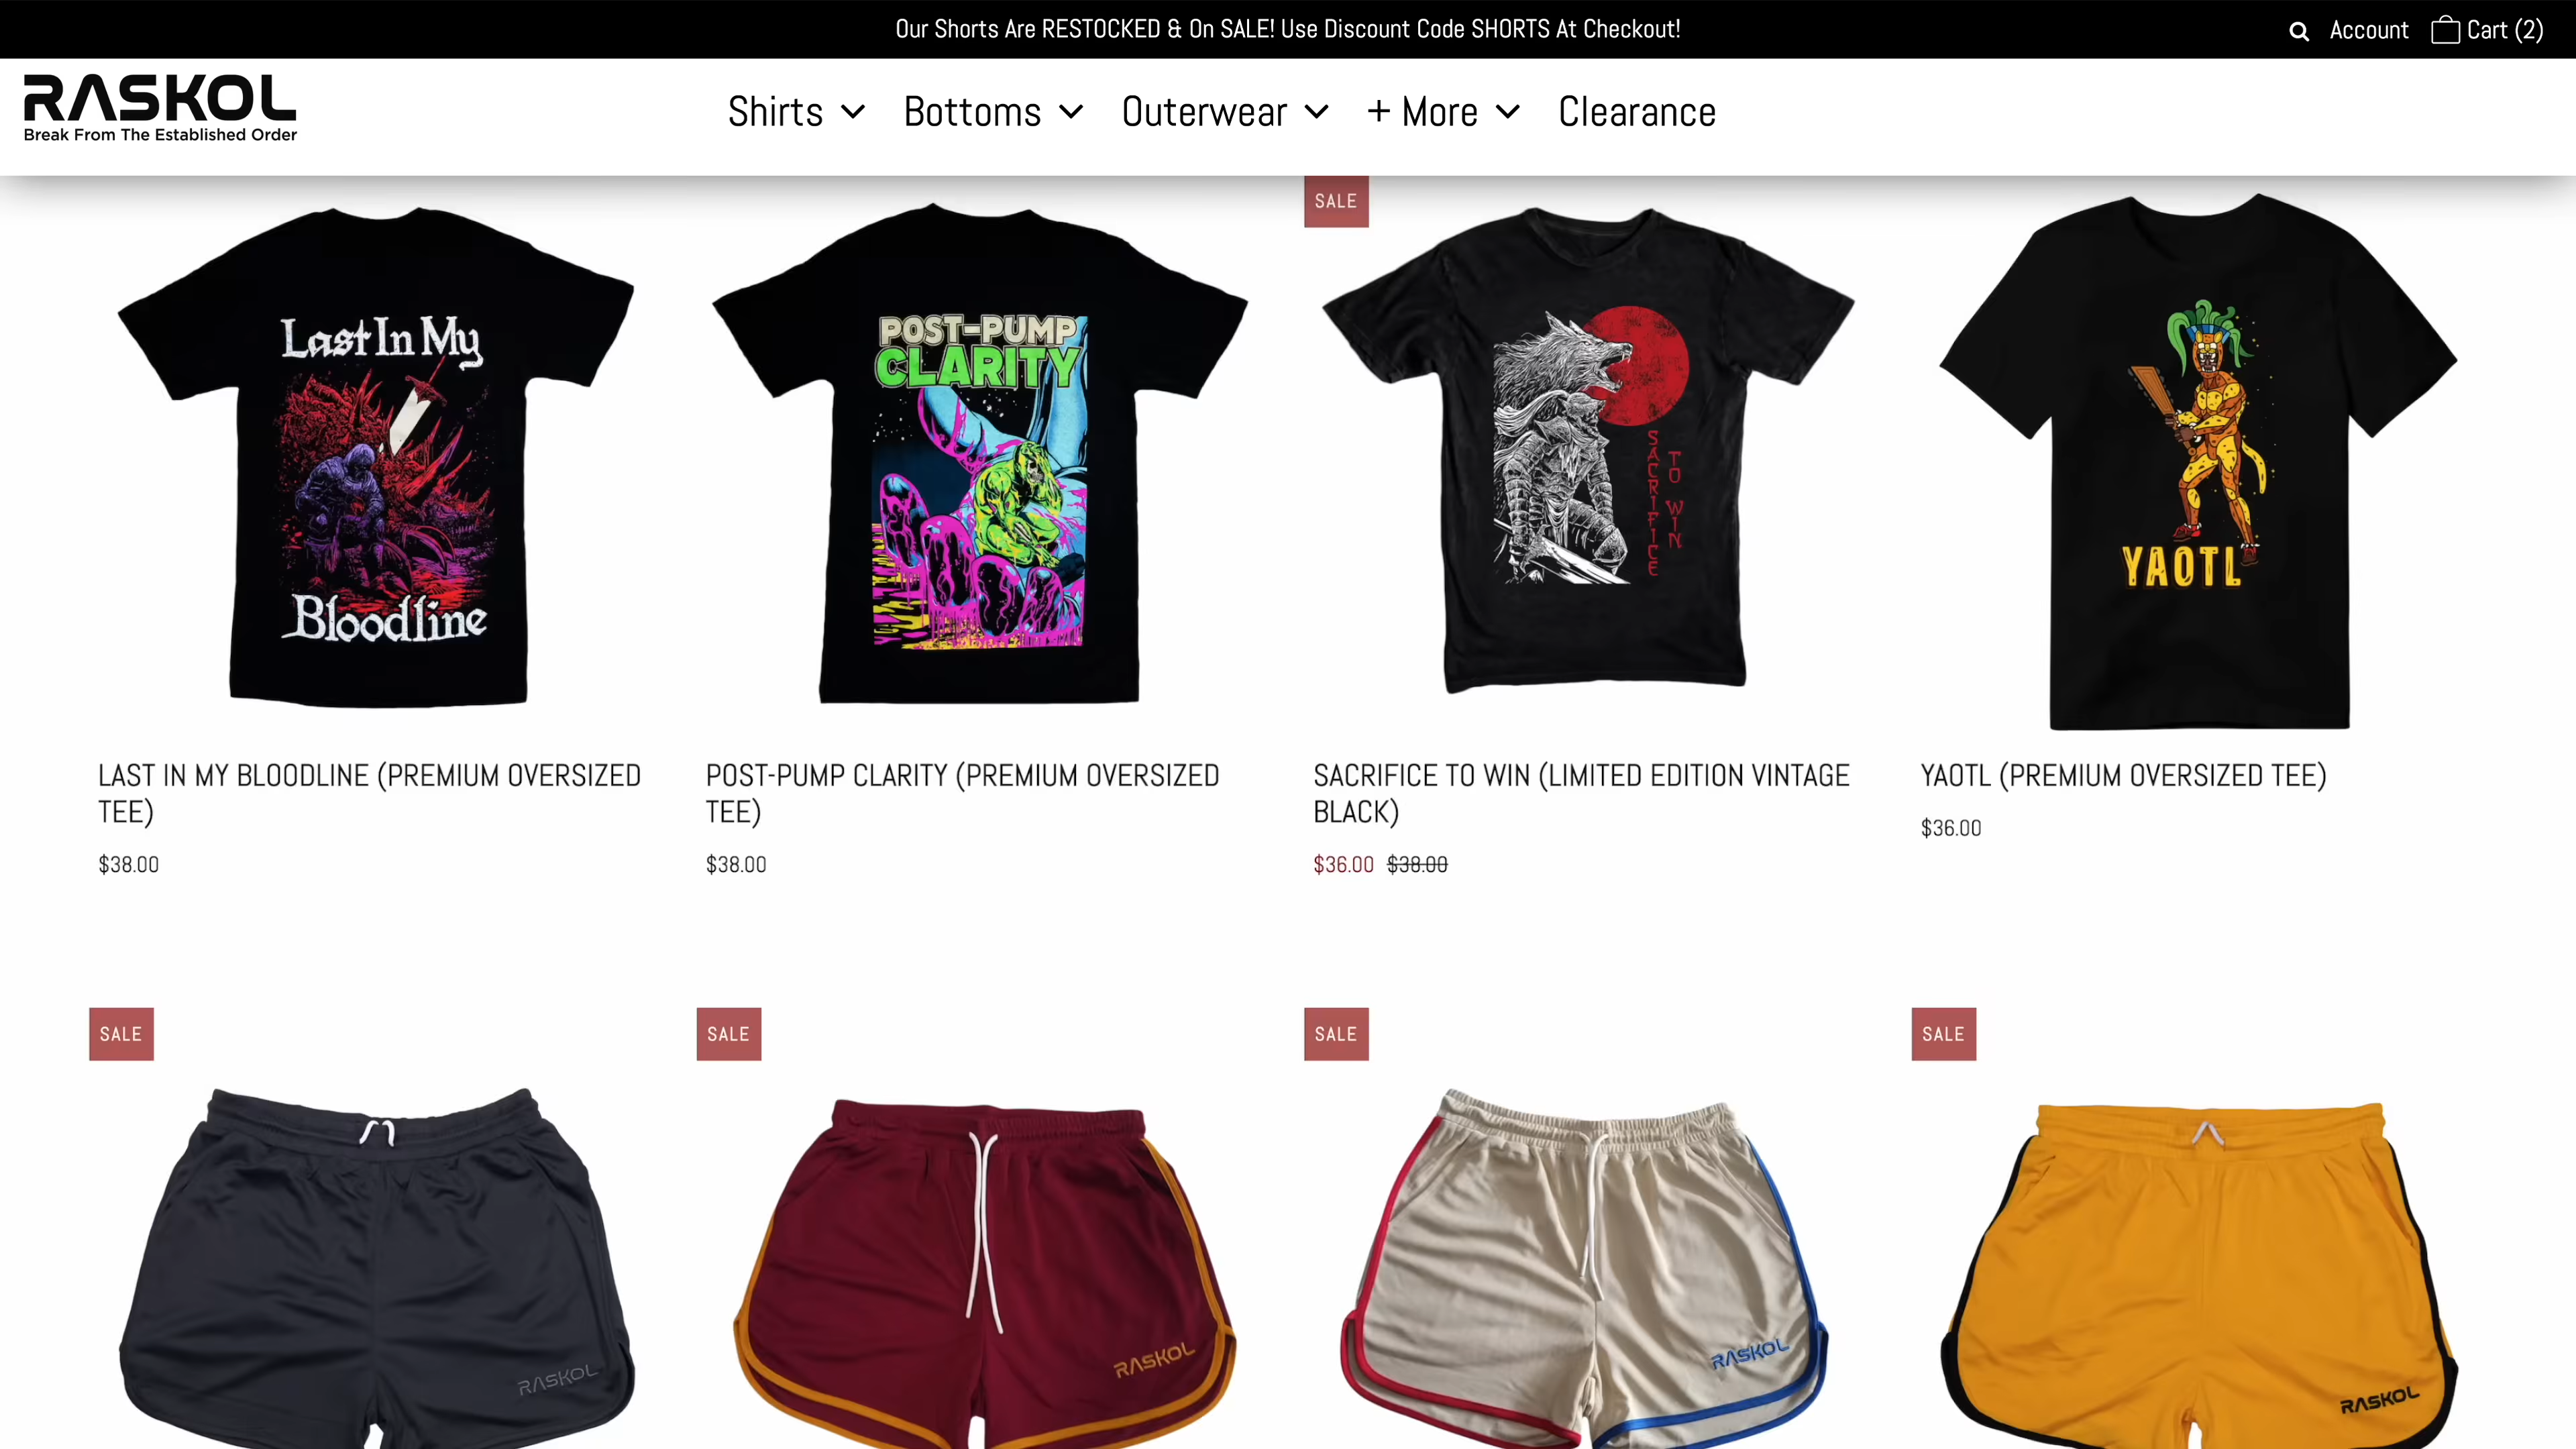 Our Shorts Are RESTOCKED & On SALE! Use Discount Code SHORTS At Checkout!
Account Cart (2)
RASKOL
Break From The Established Order
Shirts Bottoms Outerwear + More Clearance
SALE
Last In My
Bloodline
POST-PUMP
CLARITY
SACRIFICE
TO WIN
YAOTL
LAST IN MY BLOODLINE (PREMIUM OVERSIZED
TEE)
$38.00
POST-PUMP CLARITY (PREMIUM OVERSIZED
TEE)
$38.00
SACRIFICE TO WIN (LIMITED EDITION VINTAGE
BLACK)
$36.00 $38.00
YAOTL (PREMIUM OVERSIZED TEE)
$36.00
SALE
SALE
SALE
SALE
RASKOL
RASKOL
RASKOL
RASKOL